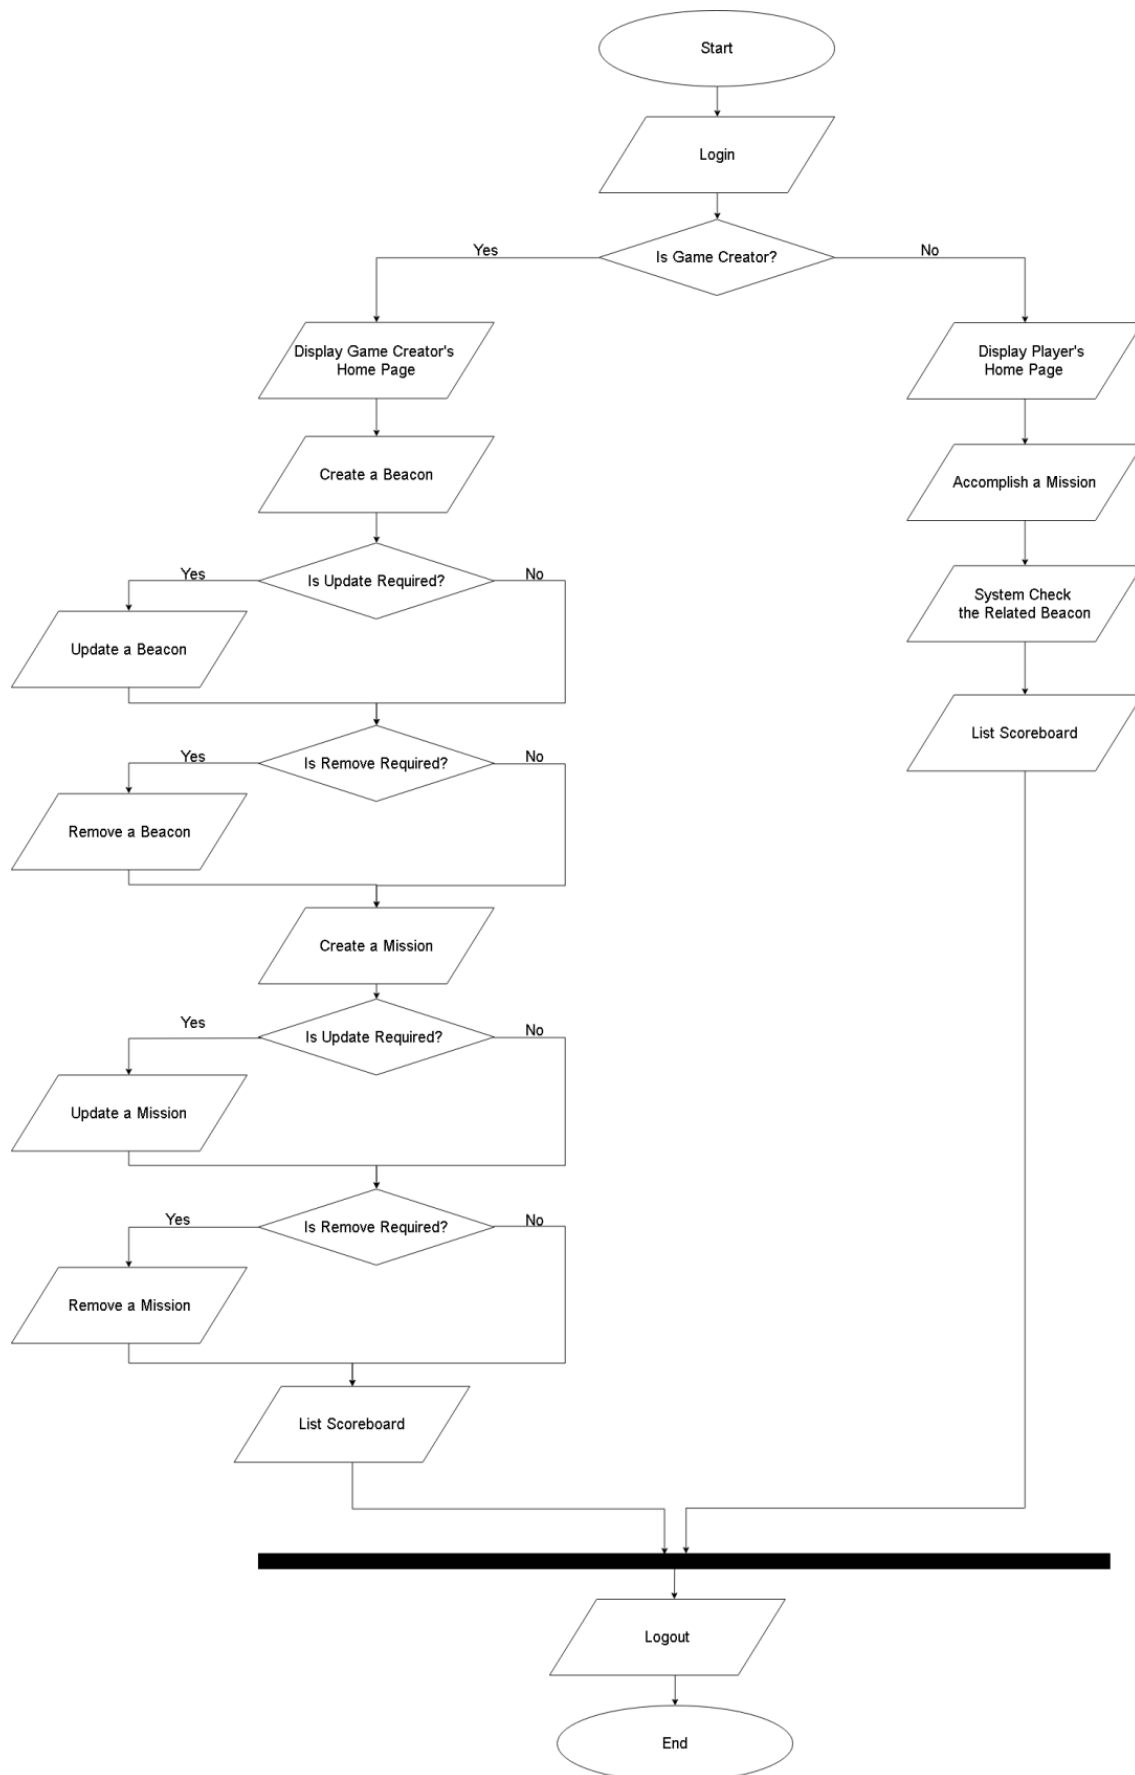 Start
Login
Is Game Creator?
Yes
No
Display Game Creator's
Home Page
Display Player's
Home Page
Create a Beacon
Accomplish a Mission
Is Update Required?
Yes
No
System Check
the Related Beacon
Update a Beacon
Is Remove Required?
Yes
No
List Scoreboard
Remove a Beacon
Create a Mission
Is Update Required?
Yes
No
Update a Mission
Is Remove Required?
Yes
No
Remove a Mission
List Scoreboard
Logout
End